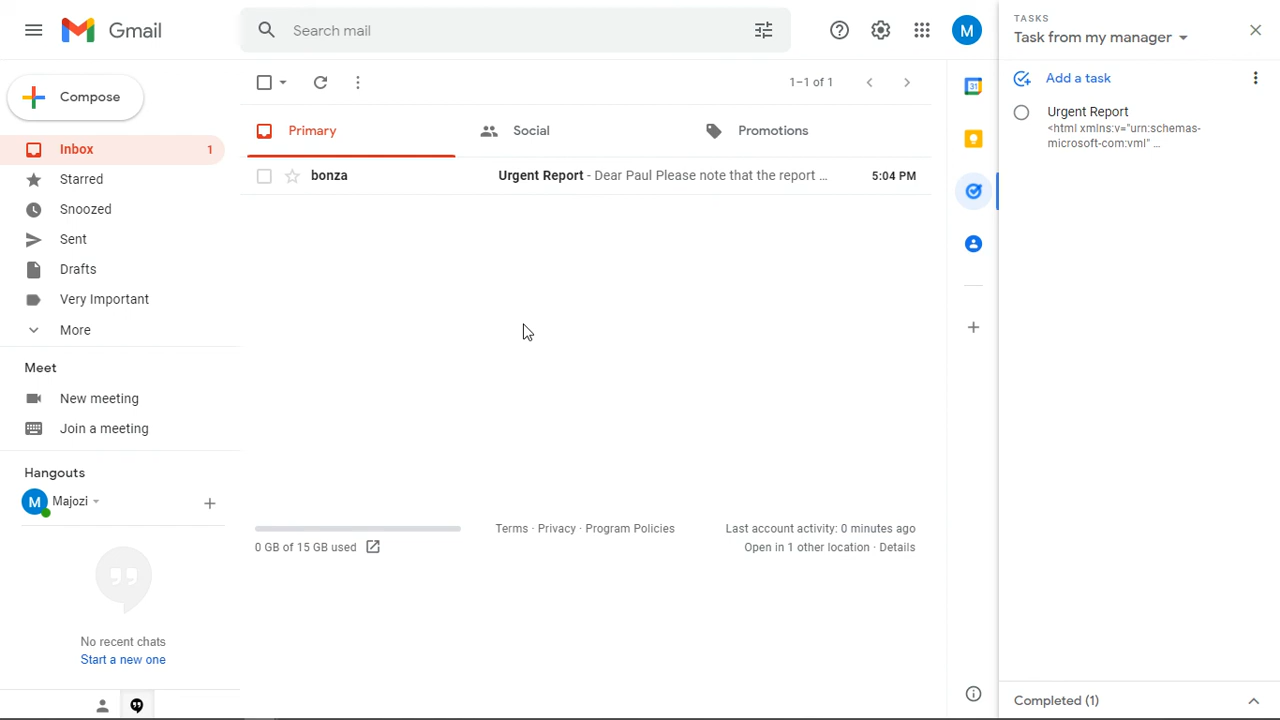 Gmail
Search mail
M
TASKS
Task from my manager
Compose
1–1 of 1
31
Add a task
Primary
Social
Promotions
Urgent Report
<html xmlns:v="urn:schemas-
microsoft-com:vml" …
Inbox 1
bonza Urgent Report - Dear Paul Please note that the report … 5:04 PM
Starred
Snoozed
Sent
Drafts
Very Important
More
Meet
New meeting
Join a meeting
Hangouts
M Majozi
Terms · Privacy · Program Policies
Last account activity: 0 minutes ago
0 GB of 15 GB used
Open in 1 other location · Details
No recent chats
Start a new one
Completed (1)